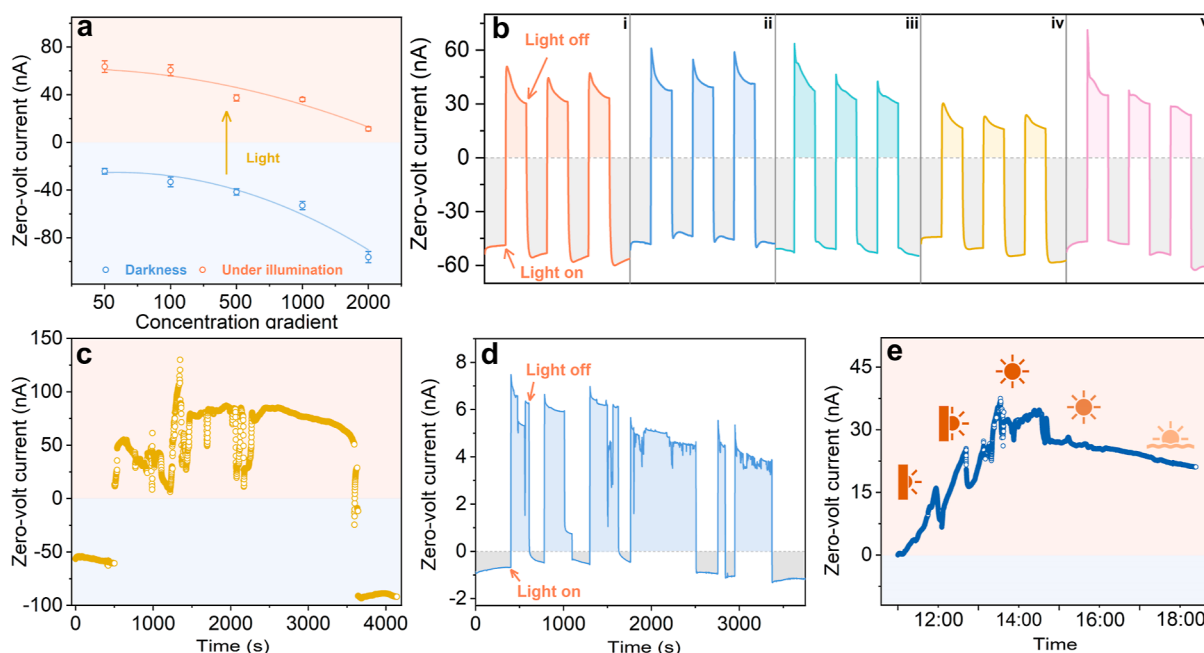 a
Zero-volt current (nA)
80
40
0
-40
-80
Light
Darkness
Under illumination
50
100
500
1000
2000
Concentration gradient
b
Zero-volt current (nA)
60
30
0
-30
-60
Light off
Light on
i
ii
iii
iv
c
Zero-volt current (nA)
150
100
50
0
-50
-100
0
1000
2000
3000
4000
Time (s)
d
Zero-volt current (nA)
8
6
4
2
0
-2
Light off
Light on
0
1000
2000
3000
Time (s)
e
Zero-volt current (nA)
45
30
15
0
12:00
14:00
16:00
18:00
Time